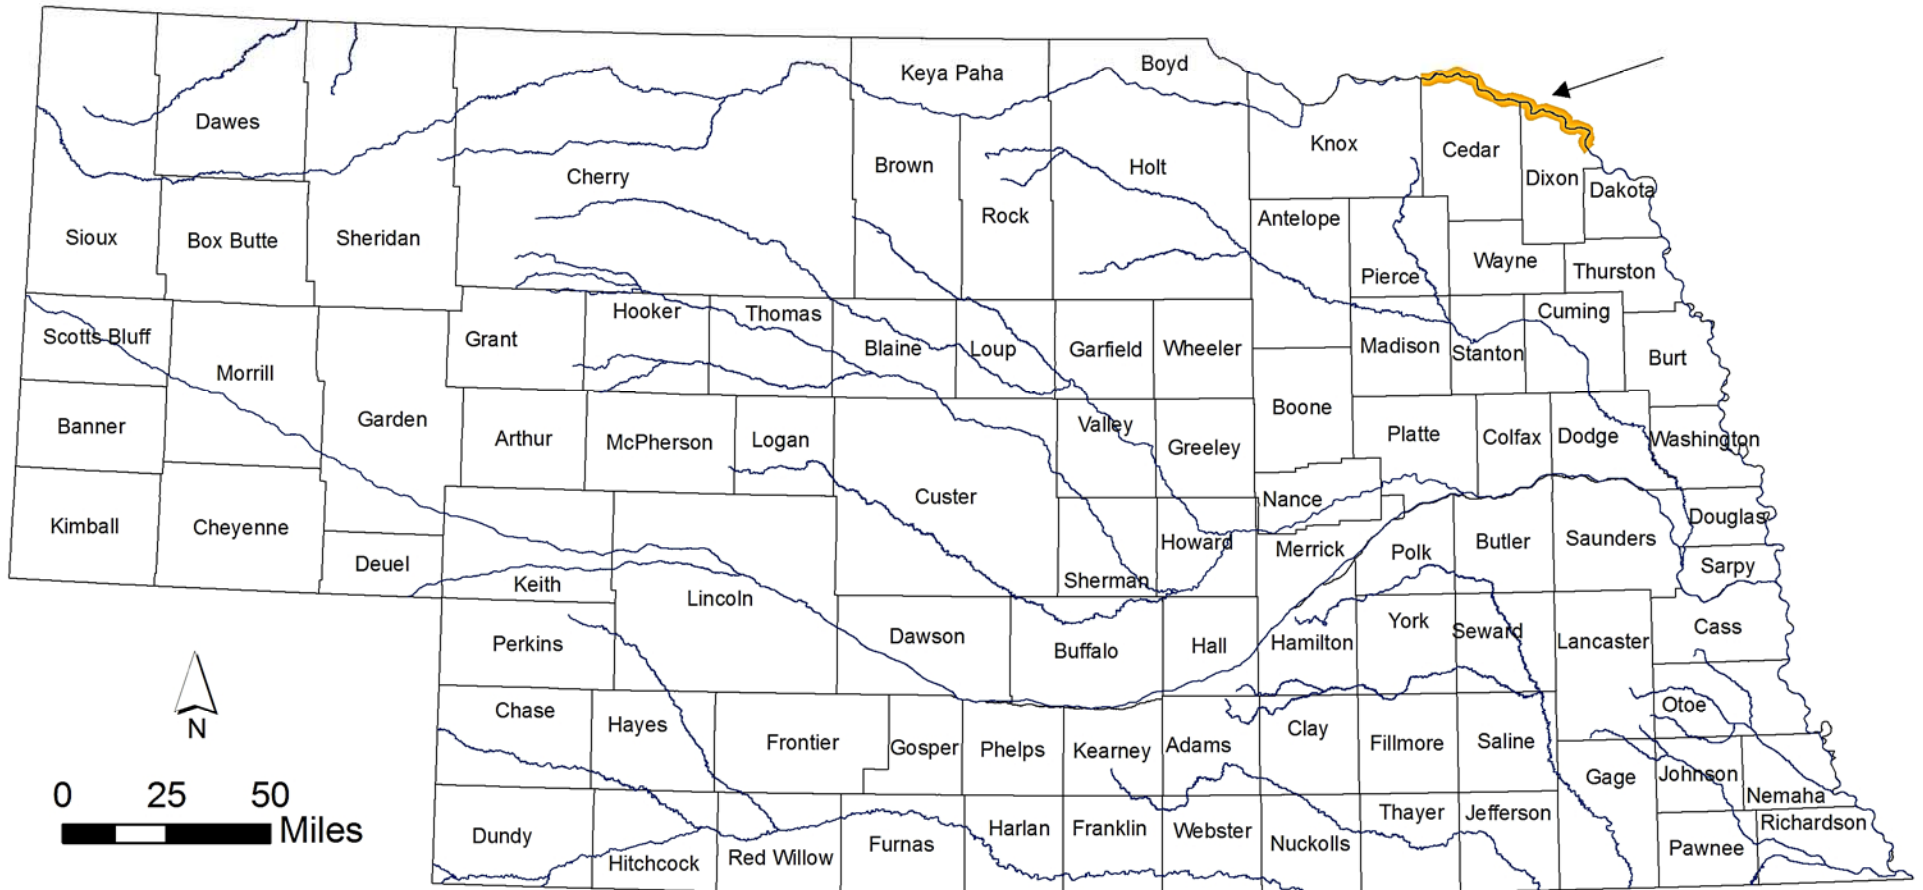 Keya Paha
Boyd
Dawes
Knox
Cedar
Brown
Holt
Cherry
Dixon
Dakota
Rock
Antelope
Sioux
Box Butte
Sheridan
Wayne
Pierce
Thurston
Hooker
Thomas
Cuming
Scotts Bluff
Grant
Blaine
Loup
Garfield
Wheeler
Madison
Stanton
Burt
Morrill
Boone
Garden
Banner
Arthur
McPherson
Logan
Valley
Greeley
Platte
Colfax
Dodge
Washington
Custer
Nance
Kimball
Cheyenne
Douglas
Howard
Merrick
Polk
Butler
Saunders
Deuel
Keith
Sherman
Sarpy
Lincoln
Perkins
Dawson
Buffalo
Hall
Hamilton
York
Seward
Lancaster
Cass
N
Chase
Hayes
Frontier
Gosper
Phelps
Kearney
Adams
Clay
Fillmore
Saline
Otoe
Gage
Johnson
Nemaha
0 25 50
Miles
Dundy
Hitchcock
Red Willow
Furnas
Harlan
Franklin
Webster
Nuckolls
Thayer
Jefferson
Pawnee
Richardson